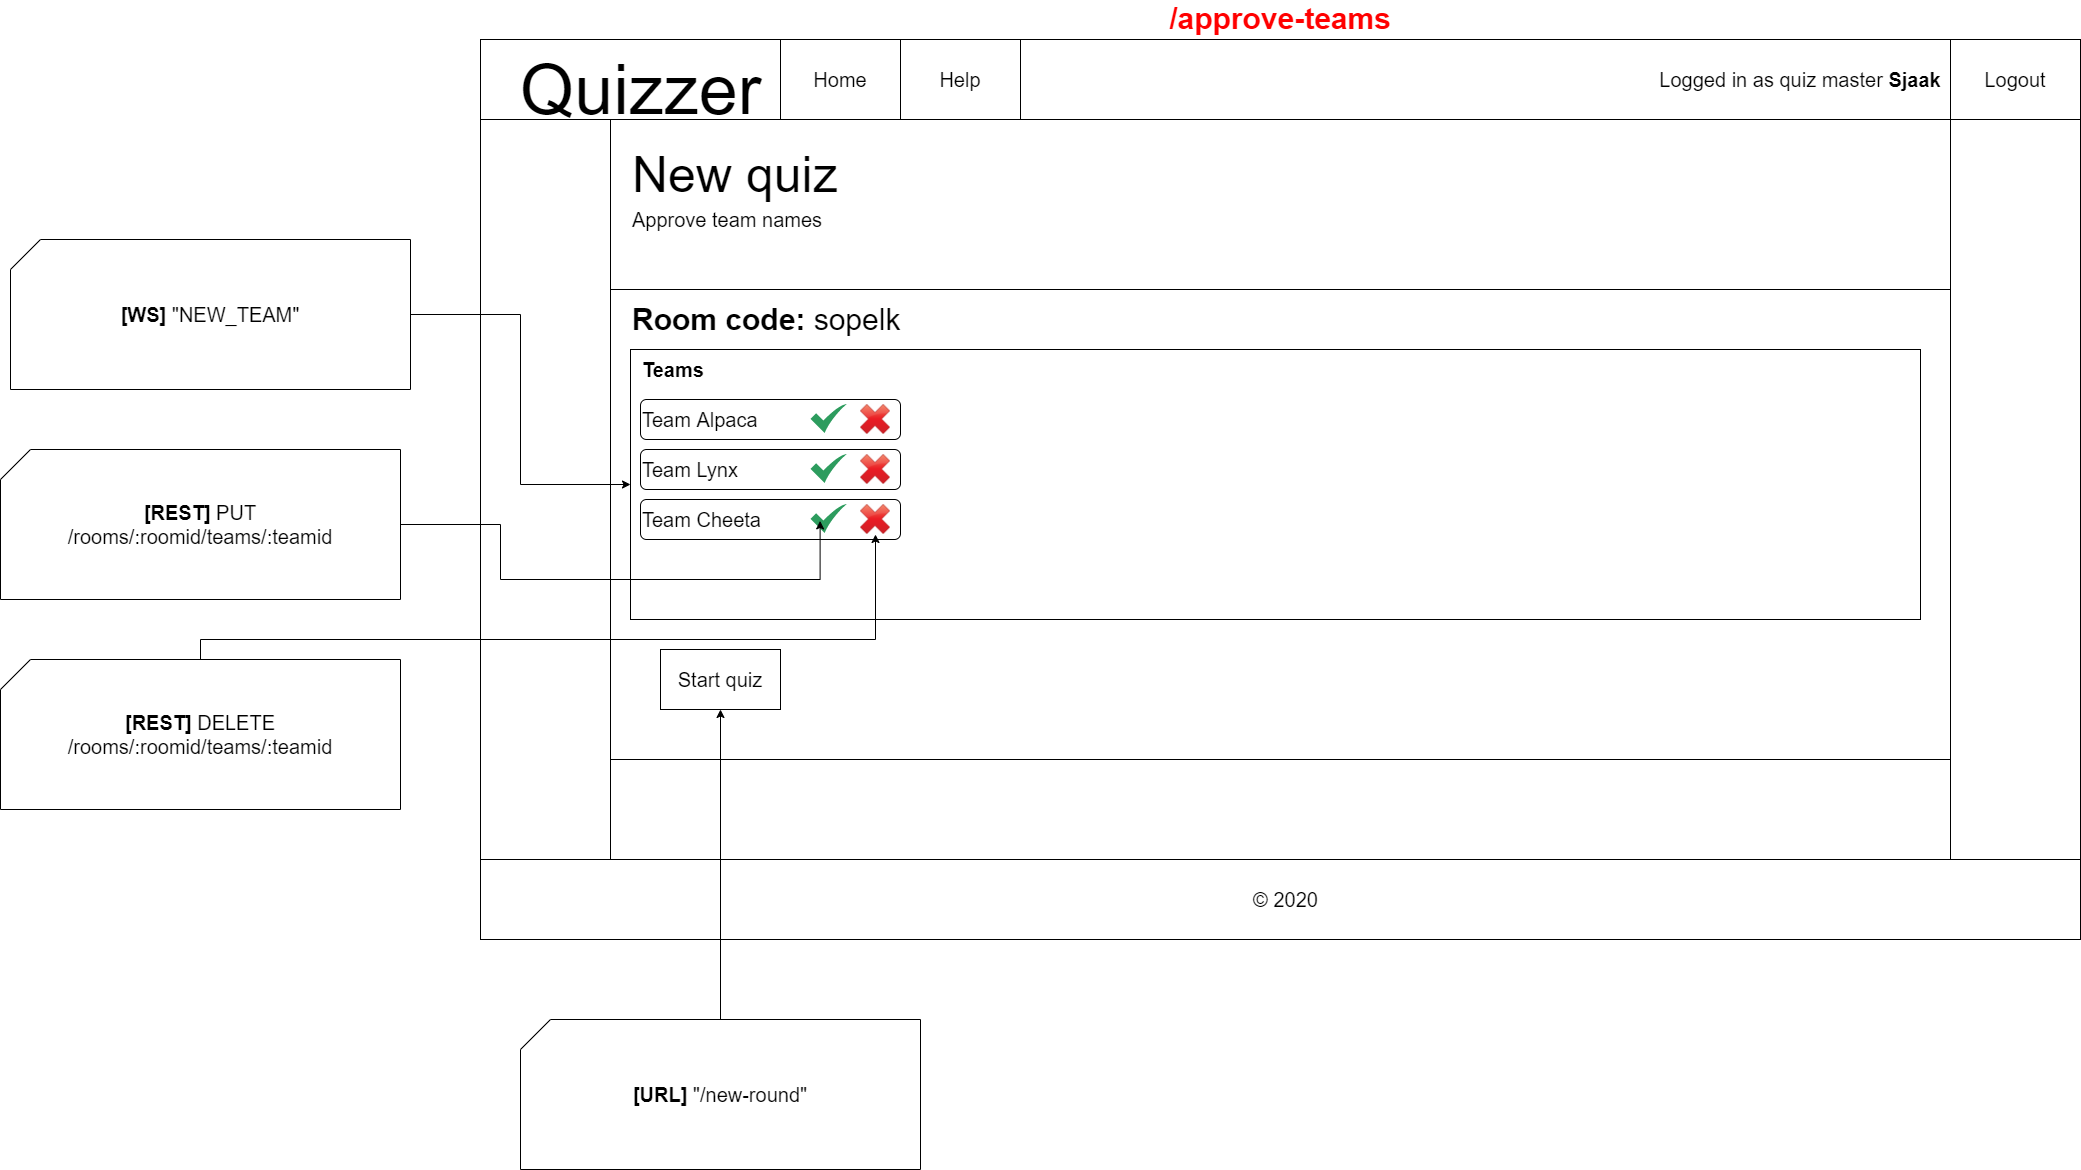 /approve-teams
Quizzer
Home
Help
Logged in as quiz master Sjaak
Logout
New quiz
Approve team names
[WS] "NEW_TEAM"
Room code: sopelk
Teams
Team Alpaca
Team Lynx
Team Cheeta
[REST] PUT
/rooms/:roomid/teams/:teamid
Start quiz
[REST] DELETE
/rooms/:roomid/teams/:teamid
© 2020
[URL] "/new-round"